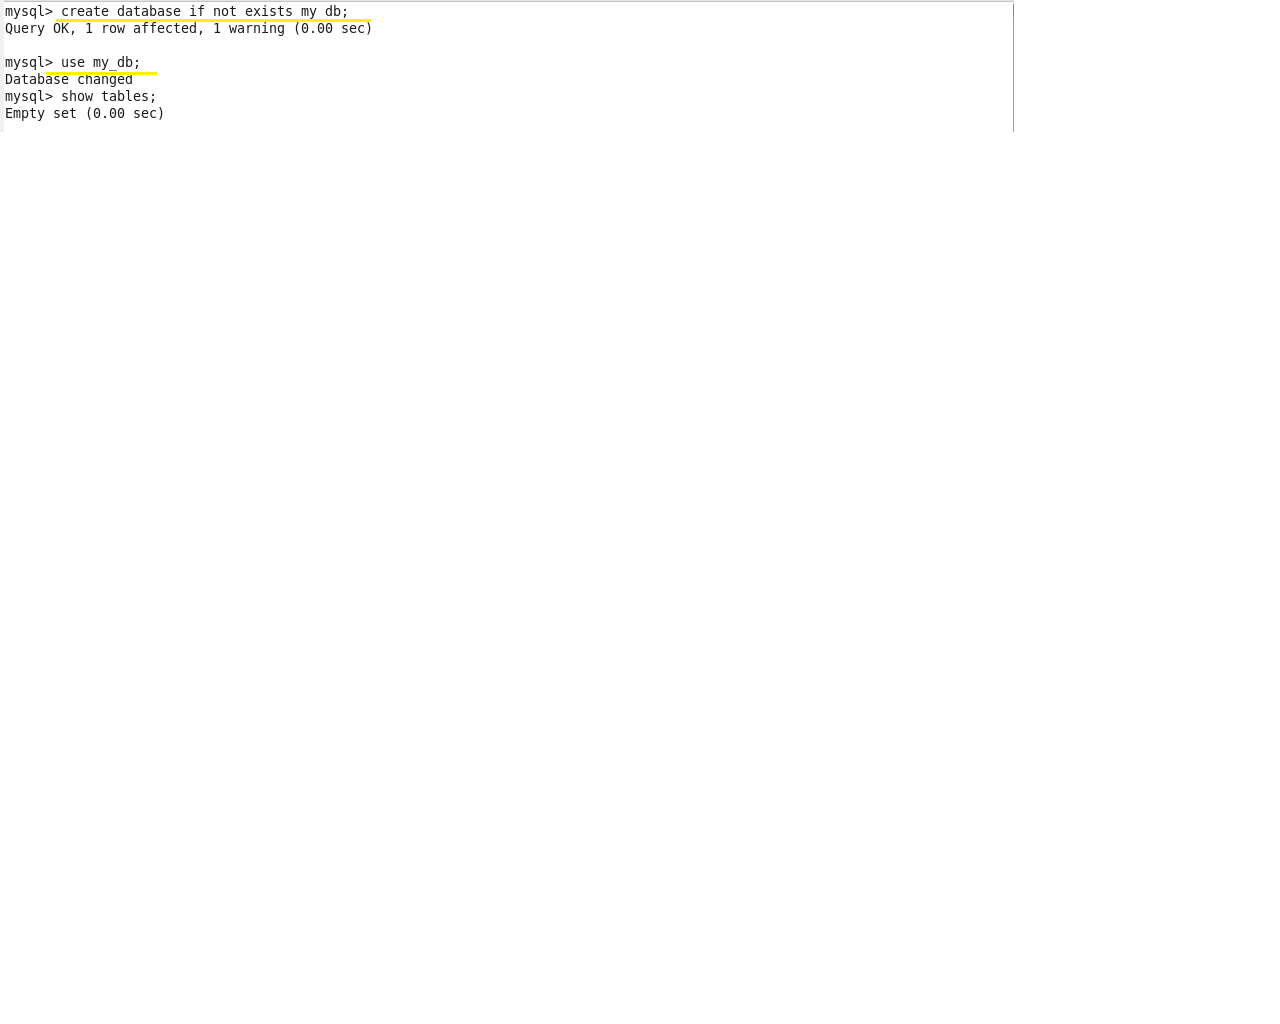 mysql> create database if not exists my_db;
Query OK, 1 row affected, 1 warning (0.00 sec)
mysql> use my_db;
Database changed
mysql> show tables;
Empty set (0.00 sec)